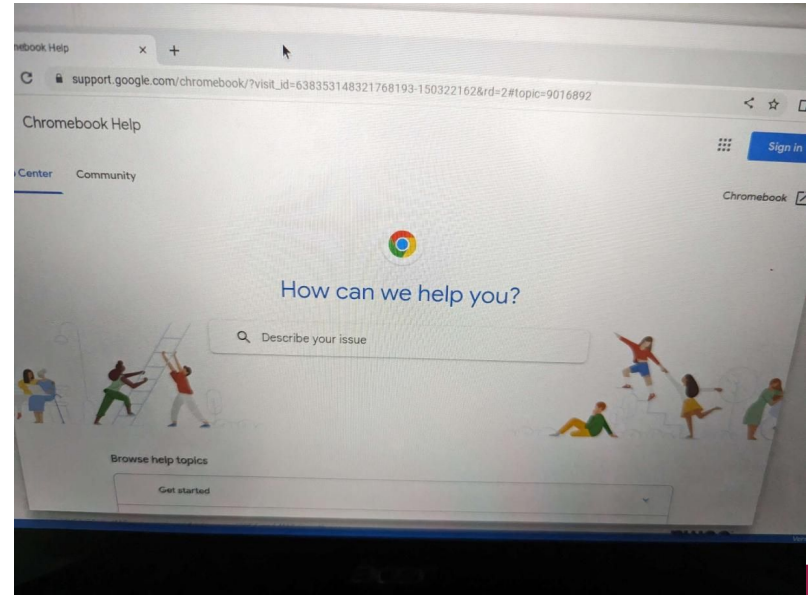 nebook Help
support.google.com/chromebook/?visit_id=638353148321768193-150322162&rd=2#topic=9016892
Chromebook Help
Sign in
Center Community
Chromebook
How can we help you?
Describe your issue
Browse help topics
Get started